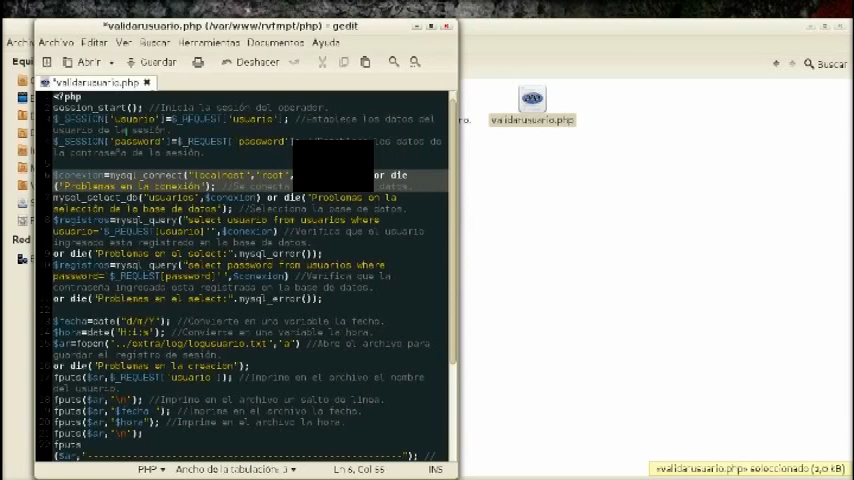 *validarusuario.php (/var/www/rvfmpt/php) - gedit
Archivo Editar Ver Buscar Herramientas Documentos Ayuda
Abrir Guardar Deshacer
Buscar
*validarusuario.php
<?php
session_start(); //Inicia la sesión del operador.
$_SESSION['usuario']=$_REQUEST['usuario']; //Establece los datos del
usuario de la sesión.
$_SESSION['password']=$_REQUEST['password'];
datos de
la contraseña de la sesión.
$conexion=mysql_connect("localhost","root",
or die
("Problemas en la conexión"); //Se conecta
datos.
mysql_select_db("usuarios",$conexion) or die("Problemas en la
selección de la base de datos"); //Selecciona la base de datos.
$registros=mysql_query("select usuario from usuarios where
usuario='$_REQUEST[usuario]'",$conexion) //Verifica que el usuario
ingresado esta registrado en la base de datos.
or die("Problemas en el select:".mysql_error());
$registros=mysql_query("select password from usuarios where
password='$_REQUEST[password]'",$conexion) //Verifica que la
contraseña ingresada esta registrada en la base de datos.
or die("Problemas en el select:".mysql_error());
$fecha=date("d/m/Y"); //Convierte en una variable la fecha.
$hora=date("H:i:s"); //Convierte en una variable la hora.
$ar=fopen("../extra/log/logusuario.txt","a") //Abre el archivo para
guardar el registro de sesión.
or die("Problemas en la creacion");
fputs($ar,$_REQUEST['usuario']); //Imprime en el archivo el nombre
del usuario.
fputs($ar,"\n"); //Imprime en el archivo un salto de linea.
fputs($ar,"$fecha "); //Imprime en el archivo la fecha.
fputs($ar,"$hora"); //Imprime en el archivo la hora.
fputs($ar,"\n");
fputs
($ar,"--------------------------------------------------------"); //
PHP Ancho de la tabulación: Ln 6, Col 66 INS
validarusuario.php
«validarusuario.php» seleccionado (2,0 kB)